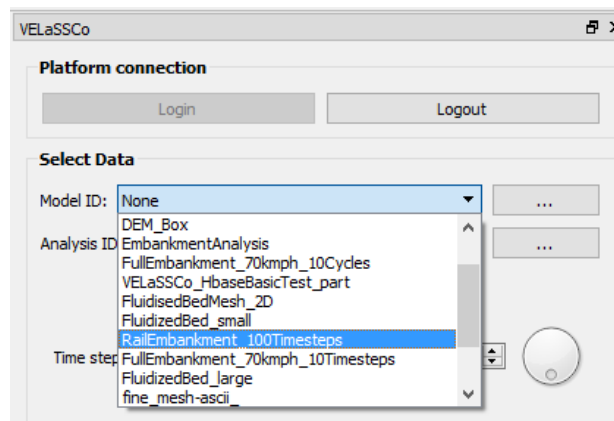 VELaSSCo
Platform connection
Login Logout
Select Data
Model ID: None ...
DEM_Box
Analysis ID EmbankmentAnalysis ...
FullEmbankment_70kmph_10Cycles
VELaSSCo_HbaseBasicTest_part
FluidisedBedMesh_2D
FluidizedBed_small
RailEmbankment_100Timesteps
Time step FullEmbankment_70kmph_10Timesteps
FluidizedBed_large
fine_mesh-ascii_